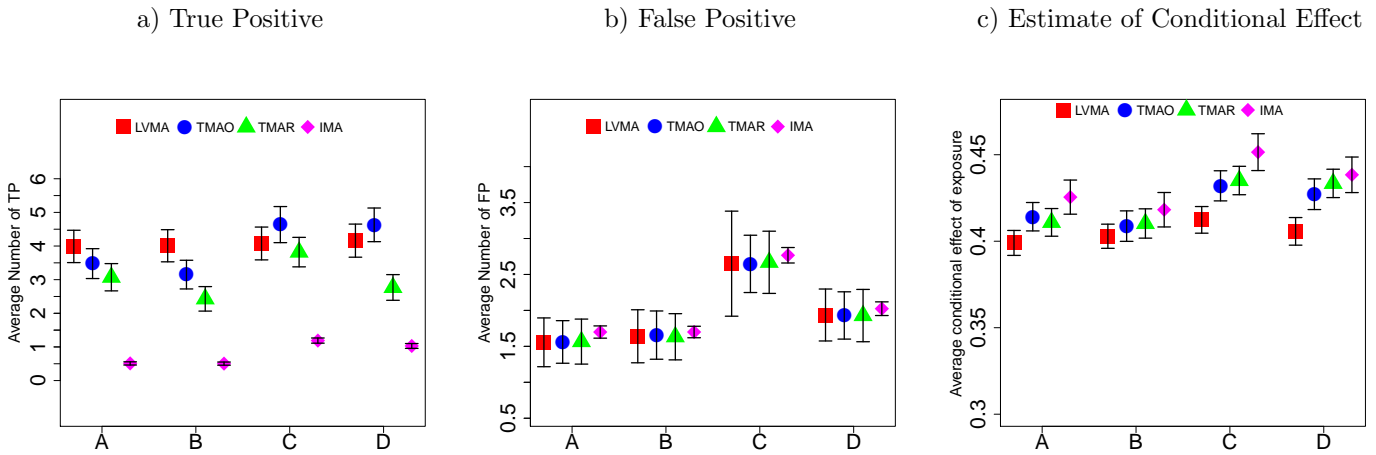 a) True Positive
b) False Positive
c) Estimate of Conditional Effect
LVMA TMAO TMAR IMA
Average Number of TP
6
5
4
3
2
1
0
A B C D
LVMA TMAO TMAR IMA
Average Number of FP
3.5
2.5
1.5
0.5
A B C D
LVMA TMAO TMAR IMA
Average conditional effect of exposure
0.45
0.4
0.35
0.3
A B C D